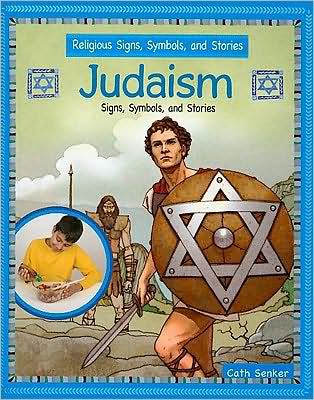 Religious Signs, Symbols, and Stories
Judaism
Signs, Symbols, and Stories
Cath Senker